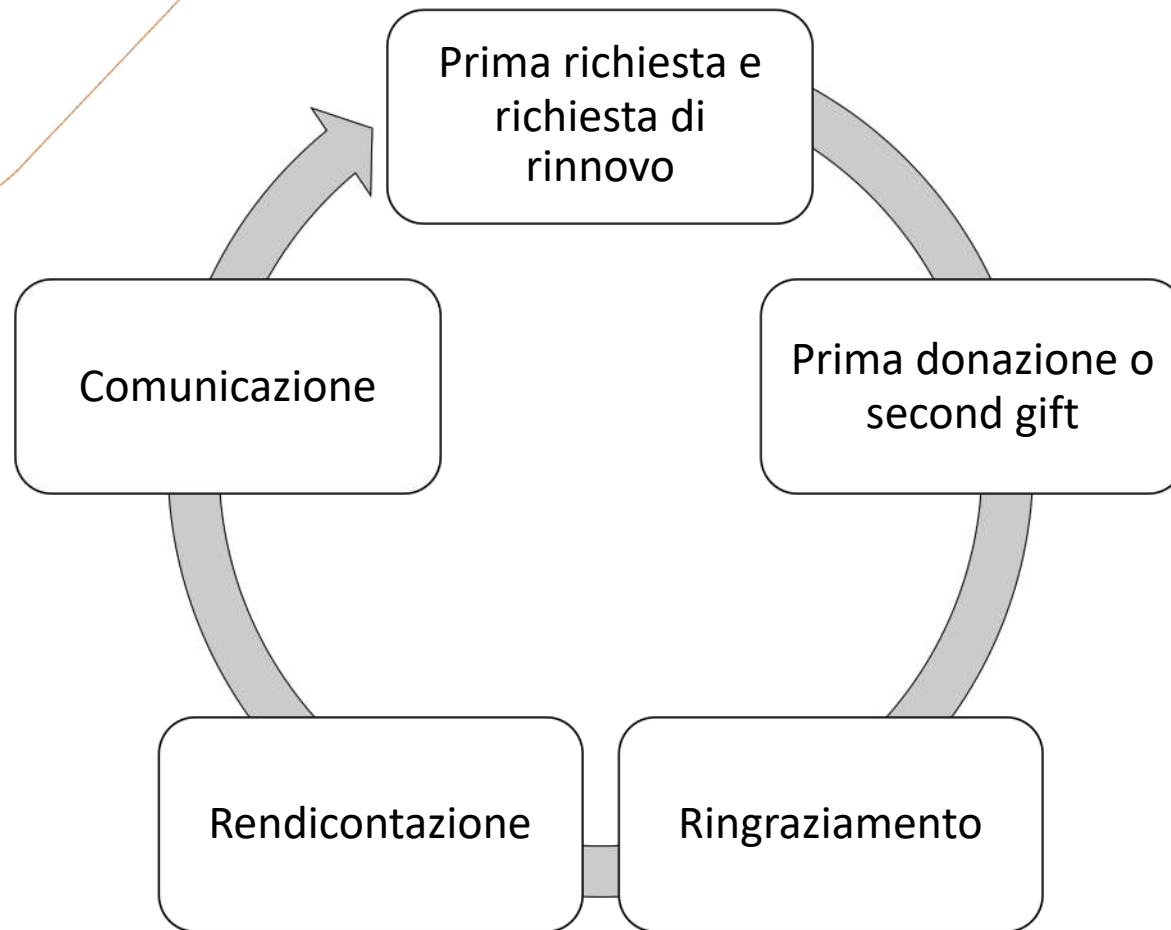 Prima richiesta e
richiesta di
rinnovo
Prima donazione o
second gift
Ringraziamento
Rendicontazione
Comunicazione